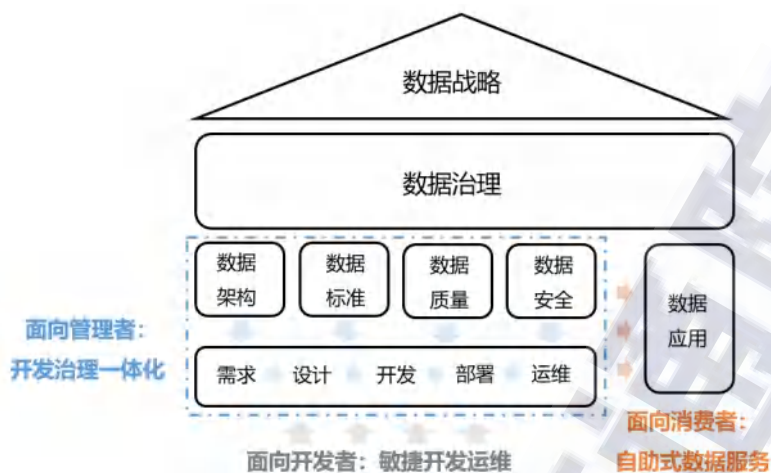 数据战略
数据治理
数据 数据 数据 数据
架构 标准 质量 安全
数据
应用
面向管理者：
开发治理一体化
需求 设计 开发 部署 运维
面向消费者：
自助式数据服务
面向开发者：敏捷开发运维